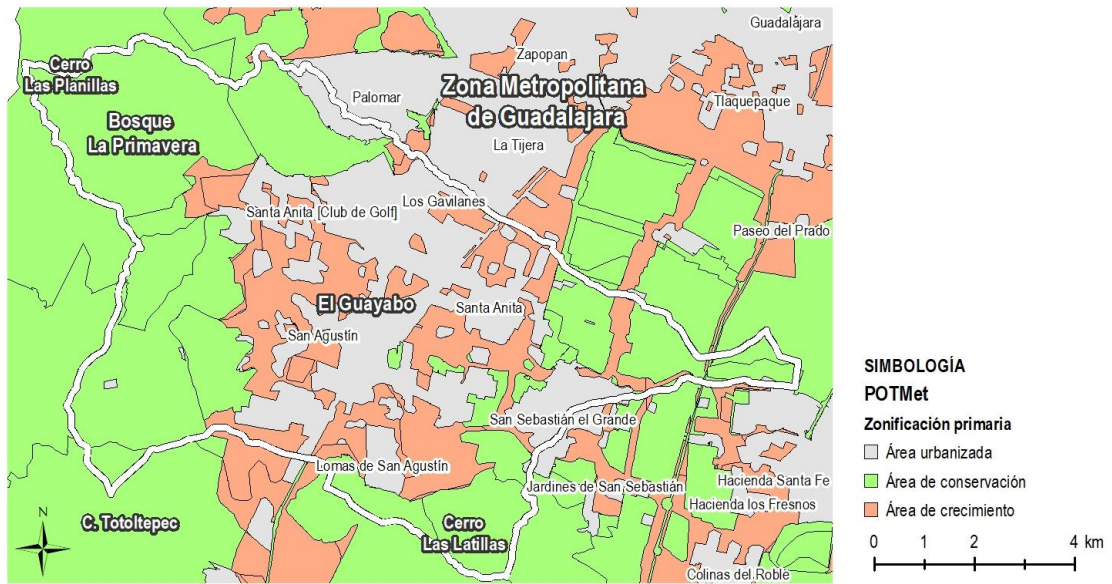 Guadalajara
Zapopan
Cerro
Las Planillas
Zona Metropolitana
de Guadalajara
Palomar
Tlaquepaque
Bosque
La Primavera
La Tijera
Los Gavilanes
Santa Anita [Club de Golf]
Paseo del Prado
El Guayabo
Santa Anita
San Agustín
SIMBOLOGÍA
POTMet
Zonificación primaria
Área urbanizada
Área de conservación
Área de crecimiento
San Sebastián el Grande
Lomas de San Agustín
Jardines de San Sebastián
Hacienda Santa Fe
Hacienda los Fresnos
C. Totoltepec
Cerro
Las Latillas
Colinas del Roble
N
0 1 2 4 km